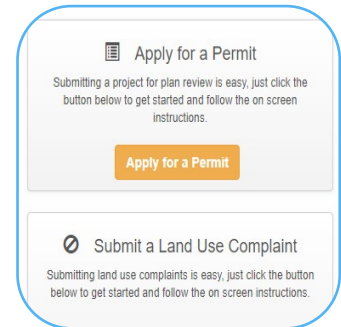 Apply for a Permit
Submitting a project for plan review is easy, just click the
button below to get started and follow the on screen
instructions.
Apply for a Permit
Submit a Land Use Complaint
Submitting land use complaints is easy, just click the button
below to get started and follow the on screen instructions.